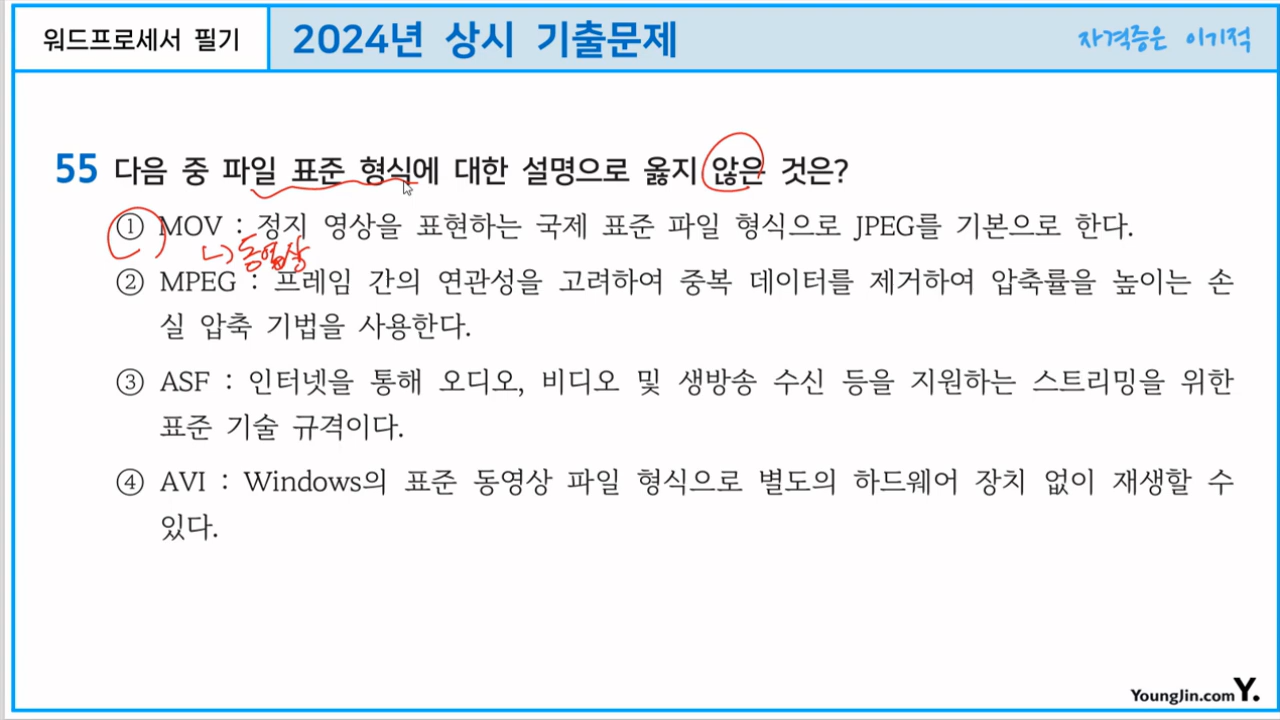 워드프로세서 필기
2024년 상시 기출문제
자격증은 이기적
55 다음 중 파일 표준 형식에 대한 설명으로 옳지 않은 것은?
① MOV : 정지 영상을 표현하는 국제 표준 파일 형식으로 JPEG를 기본으로 한다.
동영상
② MPEG : 프레임 간의 연관성을 고려하여 중복 데이터를 제거하여 압축률을 높이는 손
실 압축 기법을 사용한다.
③ ASF : 인터넷을 통해 오디오, 비디오 및 생방송 수신 등을 지원하는 스트리밍을 위한
표준 기술 규격이다.
④ AVI : Windows의 표준 동영상 파일 형식으로 별도의 하드웨어 장치 없이 재생할 수
있다.
YoungJin.com Y.